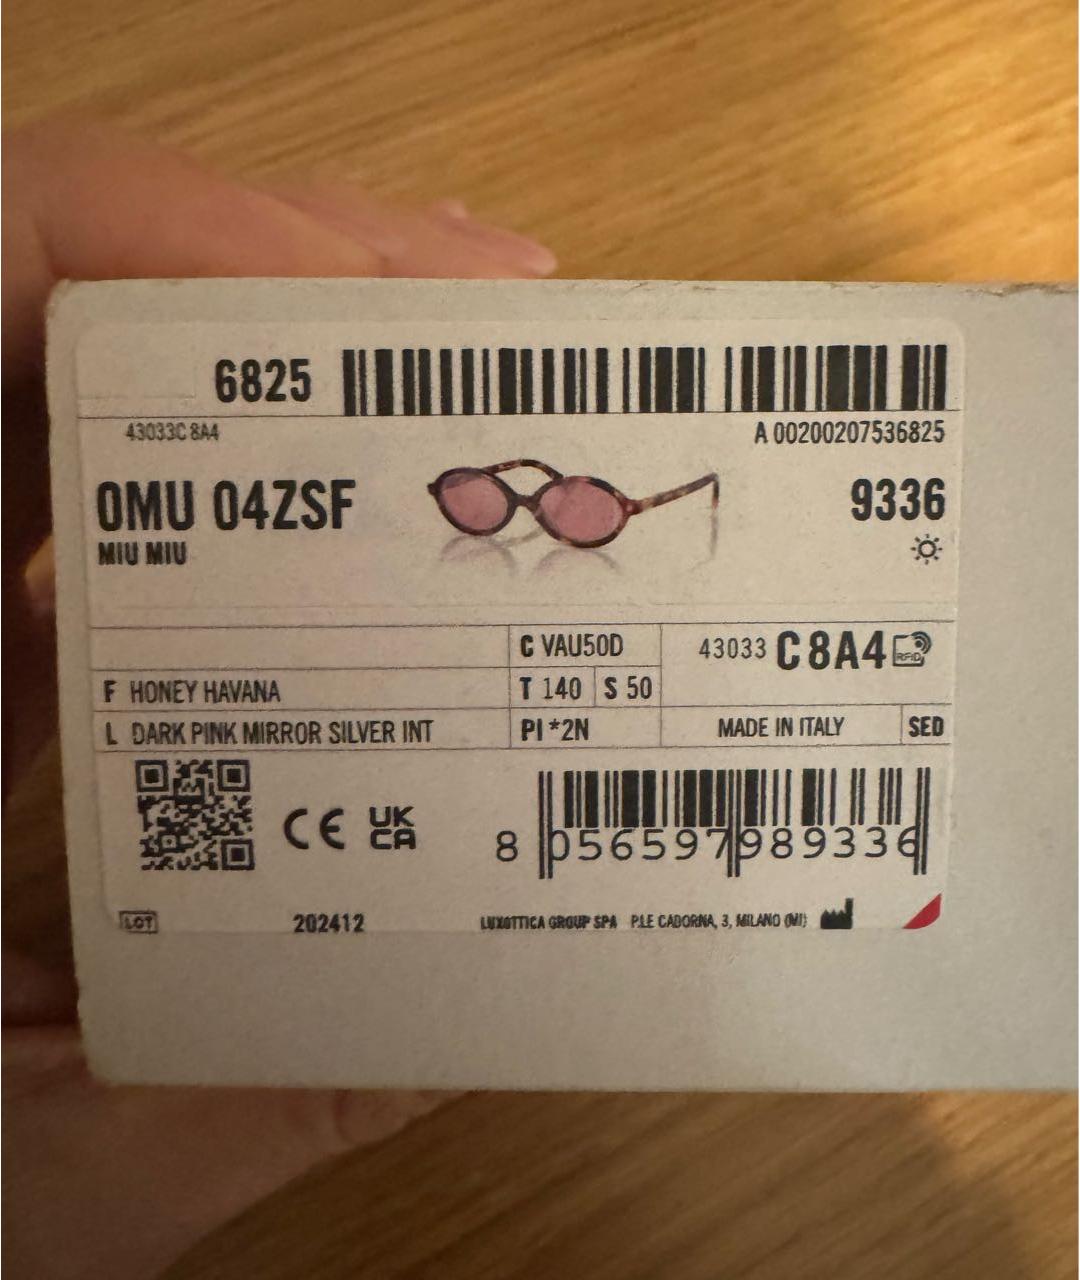 6825
43033C 8A4
A 00200207536825
0MU 04ZSF
9336
MIU MIU
C VAU50D
43033 C8A4 RFID
F HONEY HAVANA
T 140 S 50
L DARK PINK MIRROR SILVER INT
PI *2N
MADE IN ITALY
SED
CE UK CA
8 056597 989336
LOT
202412
LUXOTTICA GROUP SPA P.LE CADORNA, 3, MILANO (MI)